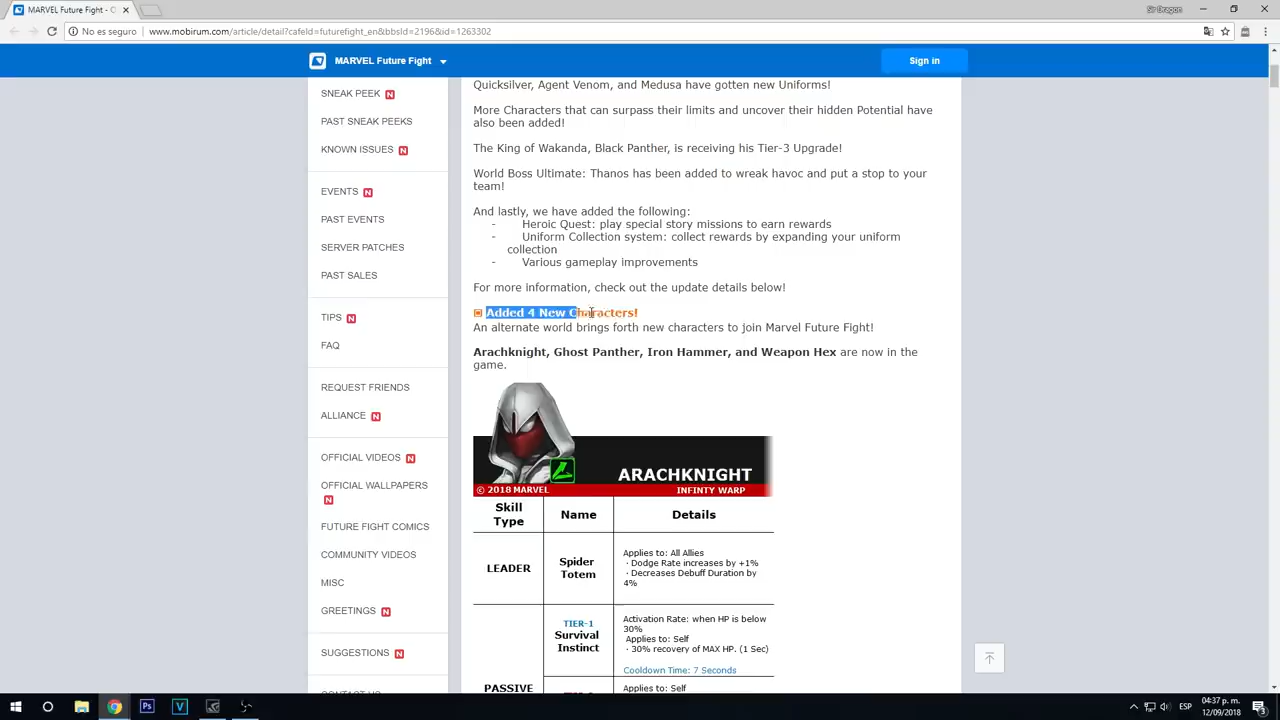 MARVEL Future Fight - O
Sir Dragon
No es seguro
www.mobirum.com/article/detail?cafeId=futurefight_en&bbsId=2196&id=1263302
MARVEL Future Fight
Sign in
SNEAK PEEK N
PAST SNEAK PEEKS
KNOWN ISSUES N
EVENTS N
PAST EVENTS
SERVER PATCHES
PAST SALES
TIPS N
FAQ
REQUEST FRIENDS
ALLIANCE N
OFFICIAL VIDEOS N
OFFICIAL WALLPAPERS
N
FUTURE FIGHT COMICS
COMMUNITY VIDEOS
MISC
GREETINGS N
SUGGESTIONS N
CONTACT US
Quicksilver, Agent Venom, and Medusa have gotten new Uniforms!
More Characters that can surpass their limits and uncover their hidden Potential have
also been added!
The King of Wakanda, Black Panther, is receiving his Tier-3 Upgrade!
World Boss Ultimate: Thanos has been added to wreak havoc and put a stop to your
team!
And lastly, we have added the following:
- Heroic Quest: play special story missions to earn rewards
- Uniform Collection system: collect rewards by expanding your uniform
collection
- Various gameplay improvements
For more information, check out the update details below!
▣ Added 4 New Characters!
An alternate world brings forth new characters to join Marvel Future Fight!
Arachknight, Ghost Panther, Iron Hammer, and Weapon Hex are now in the
game.
ARACHKNIGHT
© 2018 MARVEL
INFINTY WARP
Skill
Type
Name
Details
LEADER
Spider
Totem
Applies to: All Allies
· Dodge Rate increases by +1%
· Decreases Debuff Duration by
4%
PASSIVE
TIER-1
Survival
Instinct
Activation Rate: when HP is below
30%
Applies to: Self
· 30% recovery of MAX HP. (1 Sec)
Cooldown Time: 7 Seconds
Applies to: Self
ESP
04:37 p. m.
12/09/2018
3